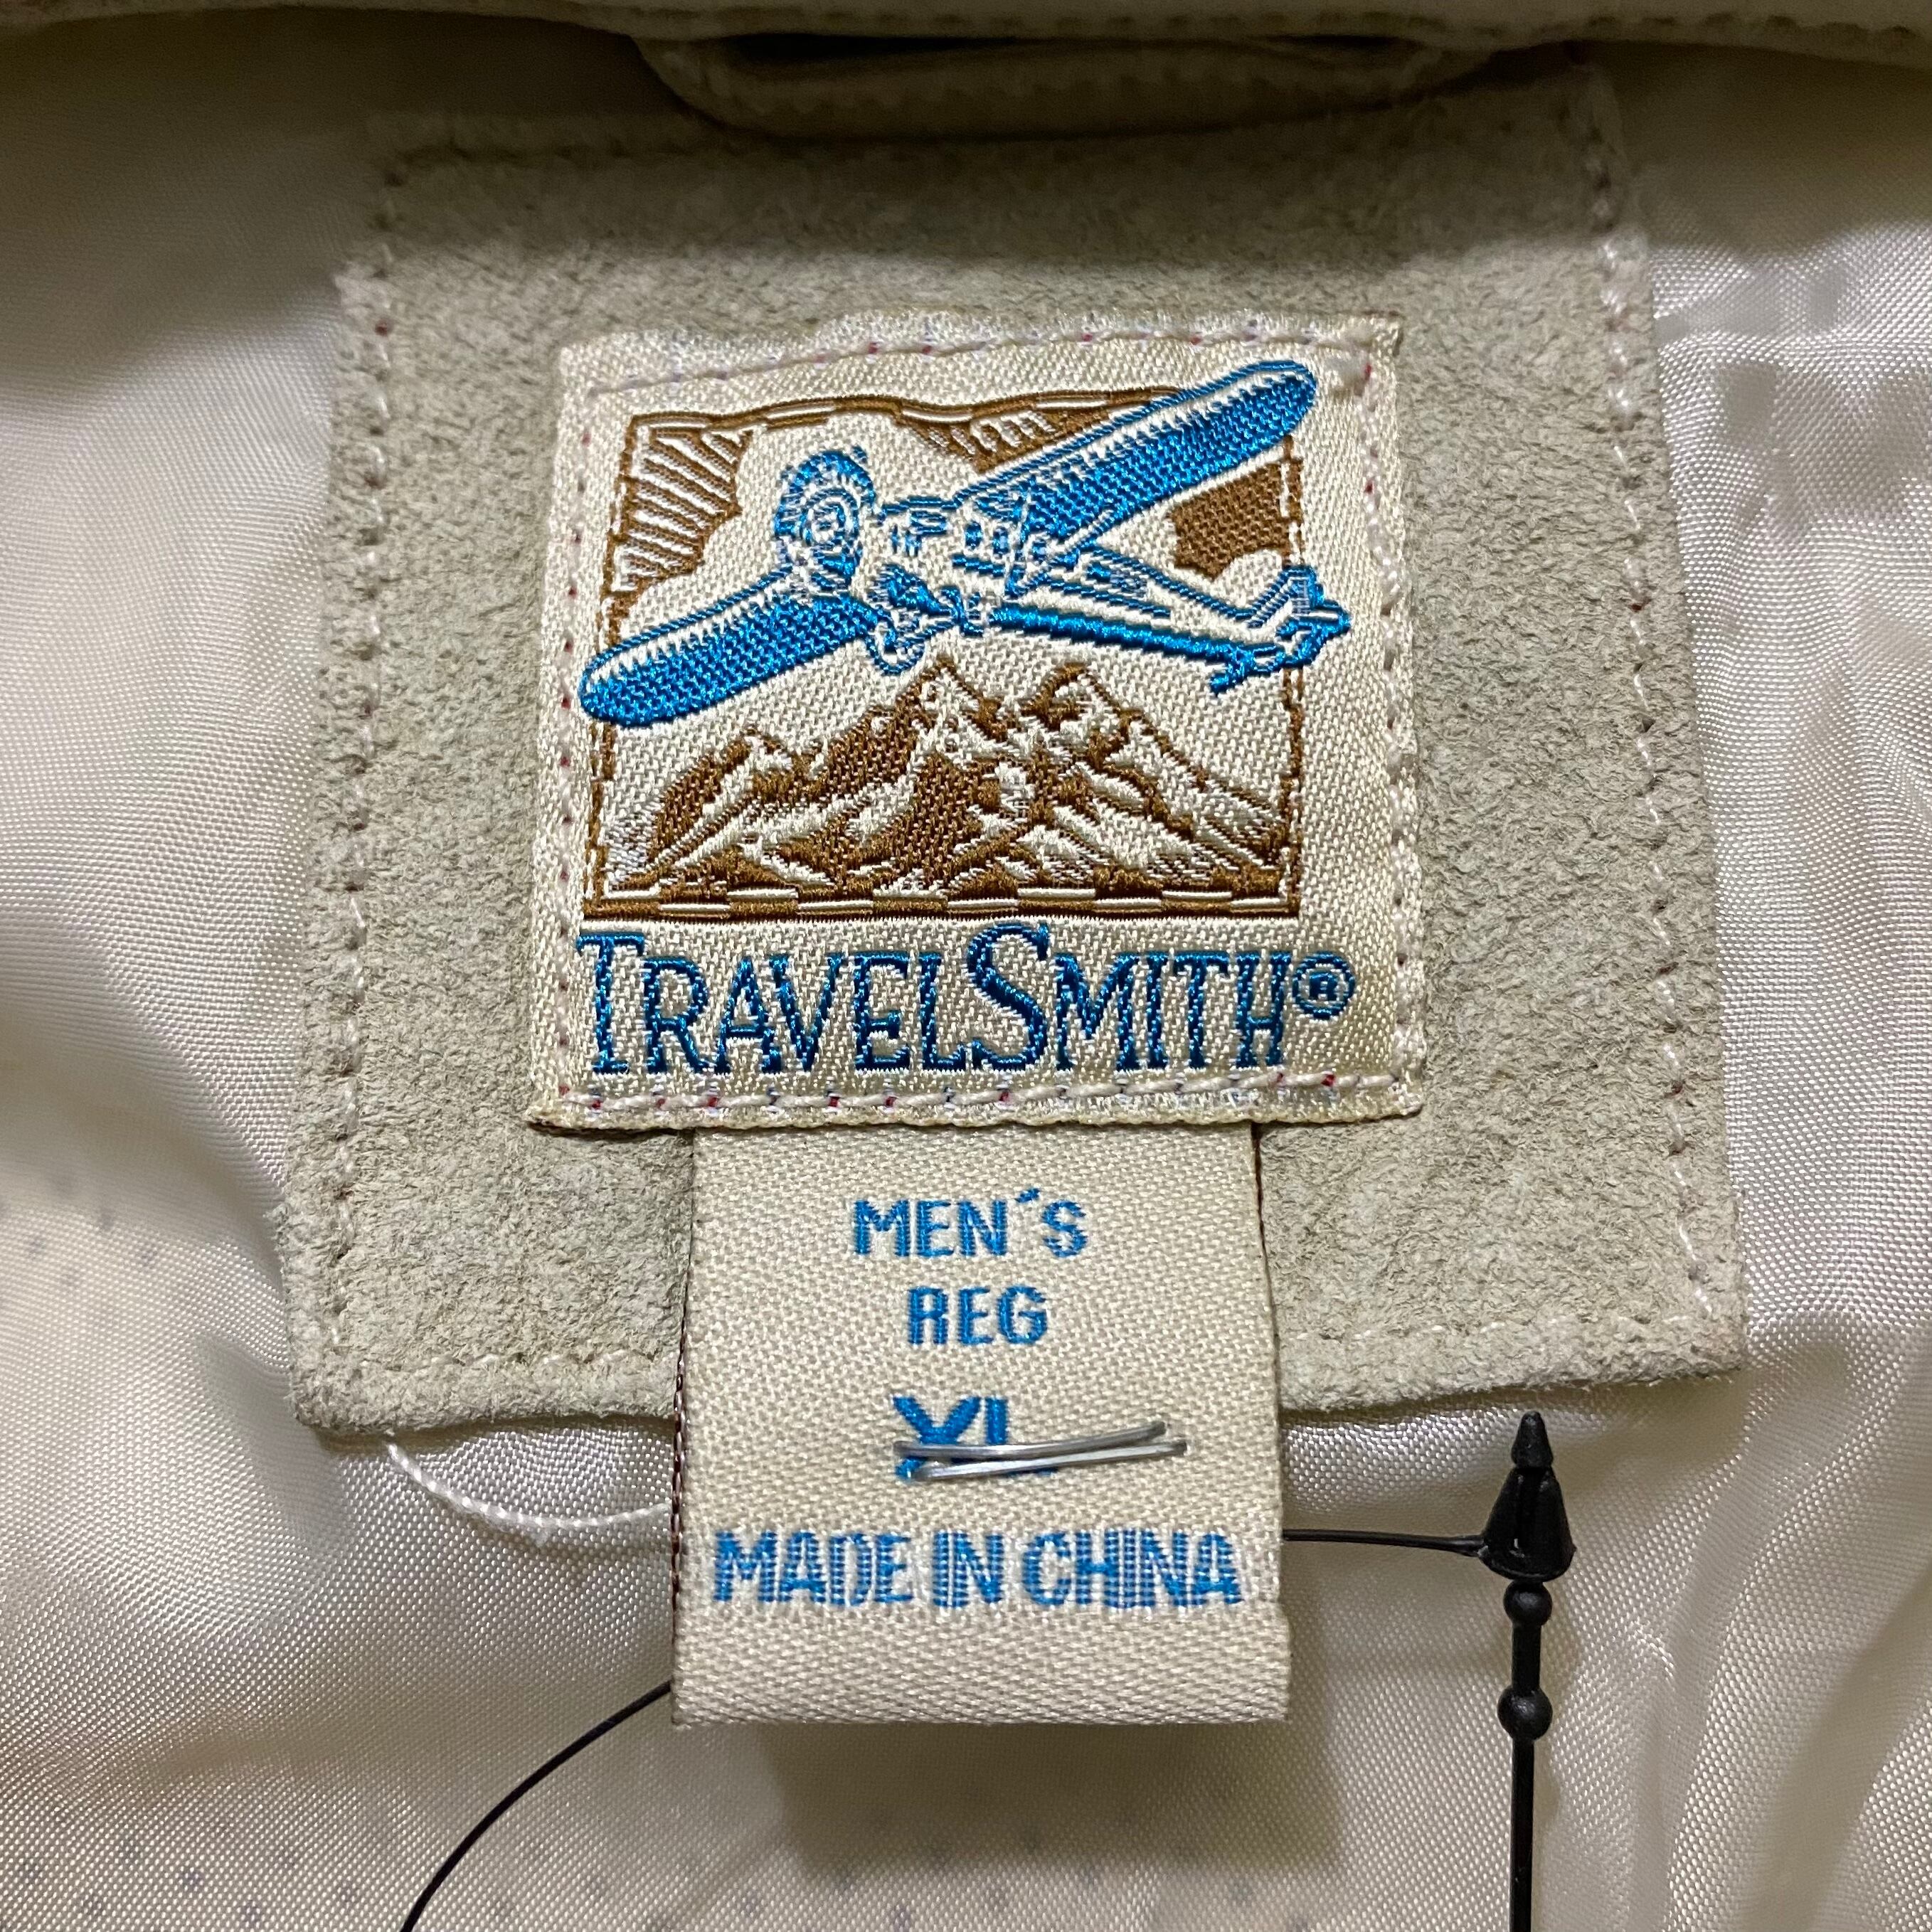 TRAVELSMITH®
MEN´S
REG
XL
MADE IN CHINA